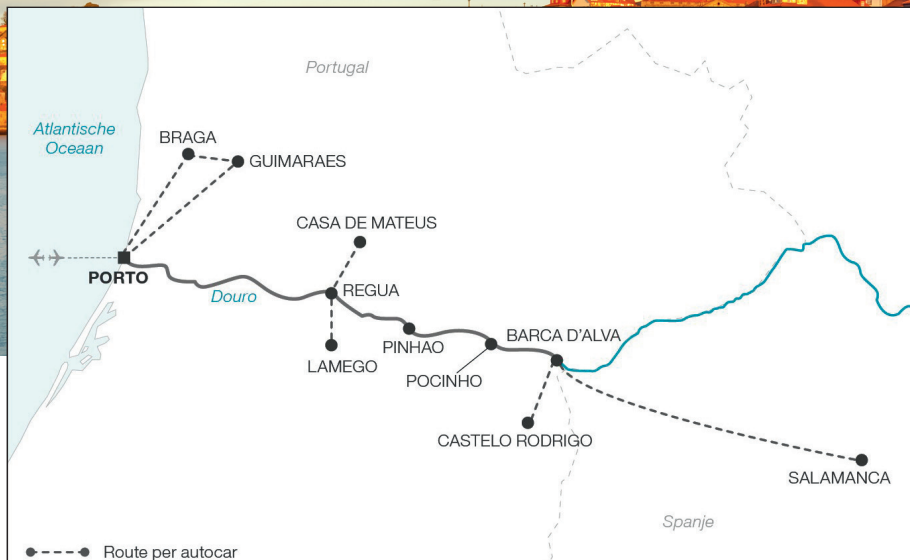 Portugal
Atlantische
Oceaan
BRAGA
GUIMARAES
CASA DE MATEUS
PORTO
Douro
REGUA
LAMEGO
PINHAO
BARCA D'ALVA
POCINHO
CASTELO RODRIGO
SALAMANCA
Spanje
Route per autocar